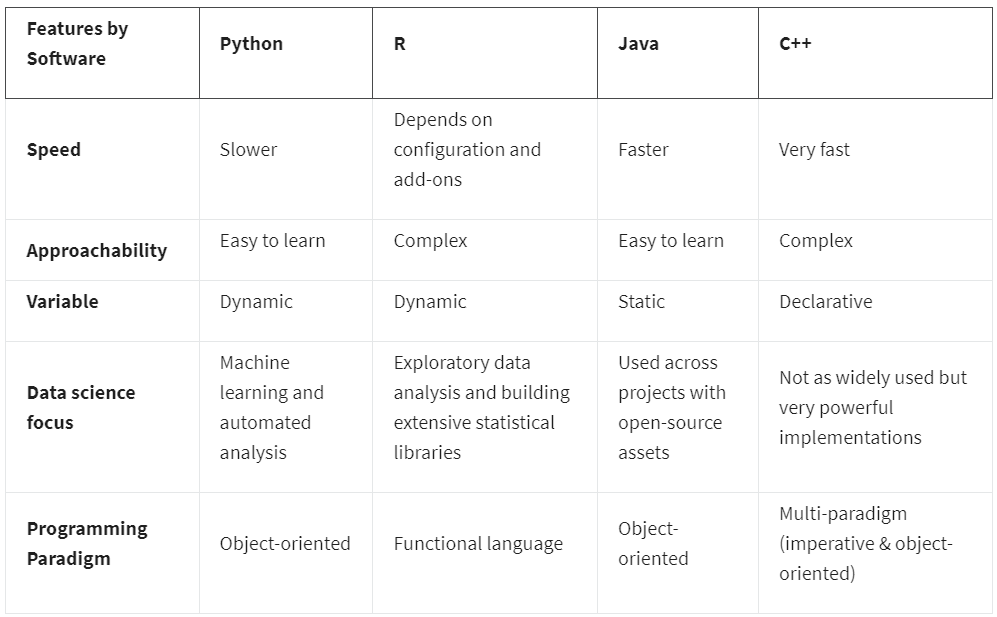 Features by
Software
Python
R
Java
C++
Speed
Slower
Depends on
configuration and
add-ons
Faster
Very fast
Approachability
Easy to learn
Complex
Easy to learn
Complex
Variable
Dynamic
Dynamic
Static
Declarative
Data science
focus
Machine
learning and
automated
analysis
Exploratory data
analysis and building
extensive statistical
libraries
Used across
projects with
open-source
assets
Not as widely used but
very powerful
implementations
Programming
Paradigm
Object-oriented
Functional language
Object-
oriented
Multi-paradigm
(imperative & object-
oriented)